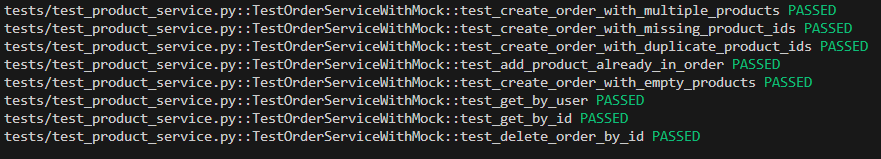 tests/test_product_service.py::TestOrderServiceWithMock::test_create_order_with_multiple_products PASSED
tests/test_product_service.py::TestOrderServiceWithMock::test_create_order_with_missing_product_ids PASSED
tests/test_product_service.py::TestOrderServiceWithMock::test_create_order_with_duplicate_product_ids PASSED
tests/test_product_service.py::TestOrderServiceWithMock::test_add_product_already_in_order PASSED
tests/test_product_service.py::TestOrderServiceWithMock::test_create_order_with_empty_products PASSED
tests/test_product_service.py::TestOrderServiceWithMock::test_get_by_user PASSED
tests/test_product_service.py::TestOrderServiceWithMock::test_get_by_id PASSED
tests/test_product_service.py::TestOrderServiceWithMock::test_delete_order_by_id PASSED